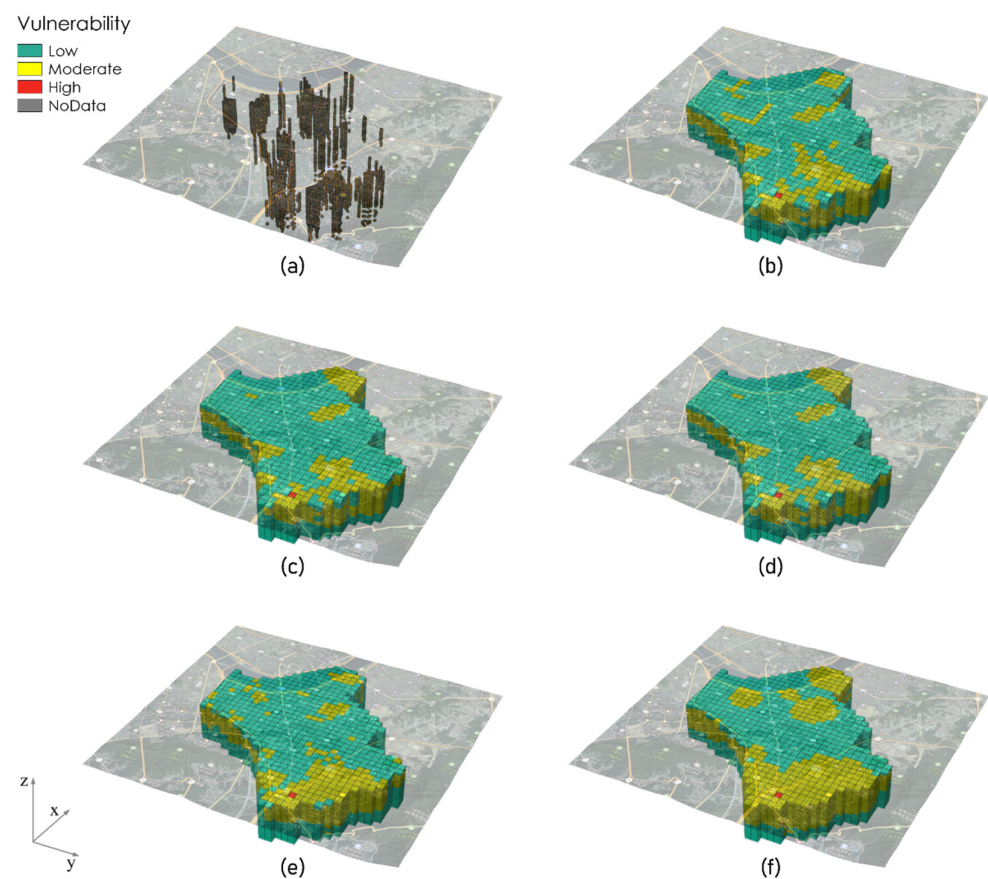 Vulnerability
Low
Moderate
High
NoData
(a)
(b)
(c)
(d)
z
x
y
(e)
(f)